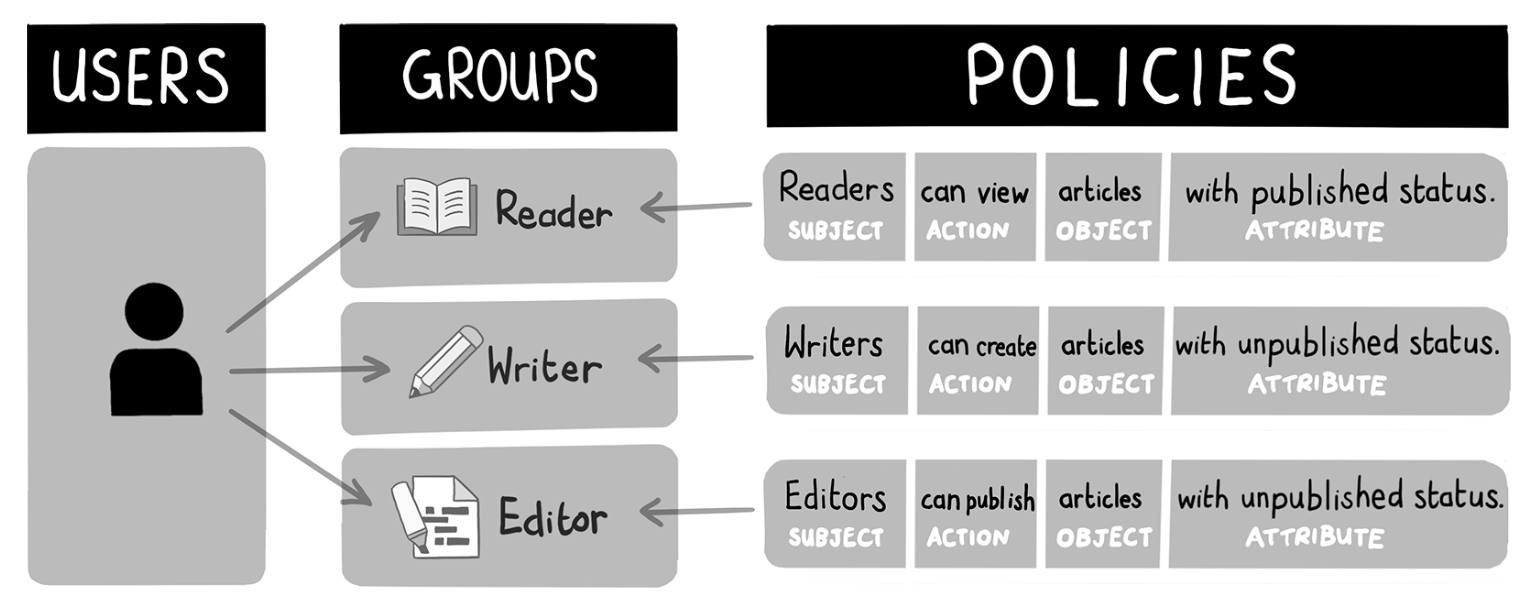 USERS
GROUPS
POLICIES
Reader
Readers can view articles with published status.
SUBJECT ACTION OBJECT ATTRIBUTE
Writer
Writers can create articles with unpublished status.
SUBJECT ACTION OBJECT ATTRIBUTE
Editor
Editors can publish articles with unpublished status.
SUBJECT ACTION OBJECT ATTRIBUTE